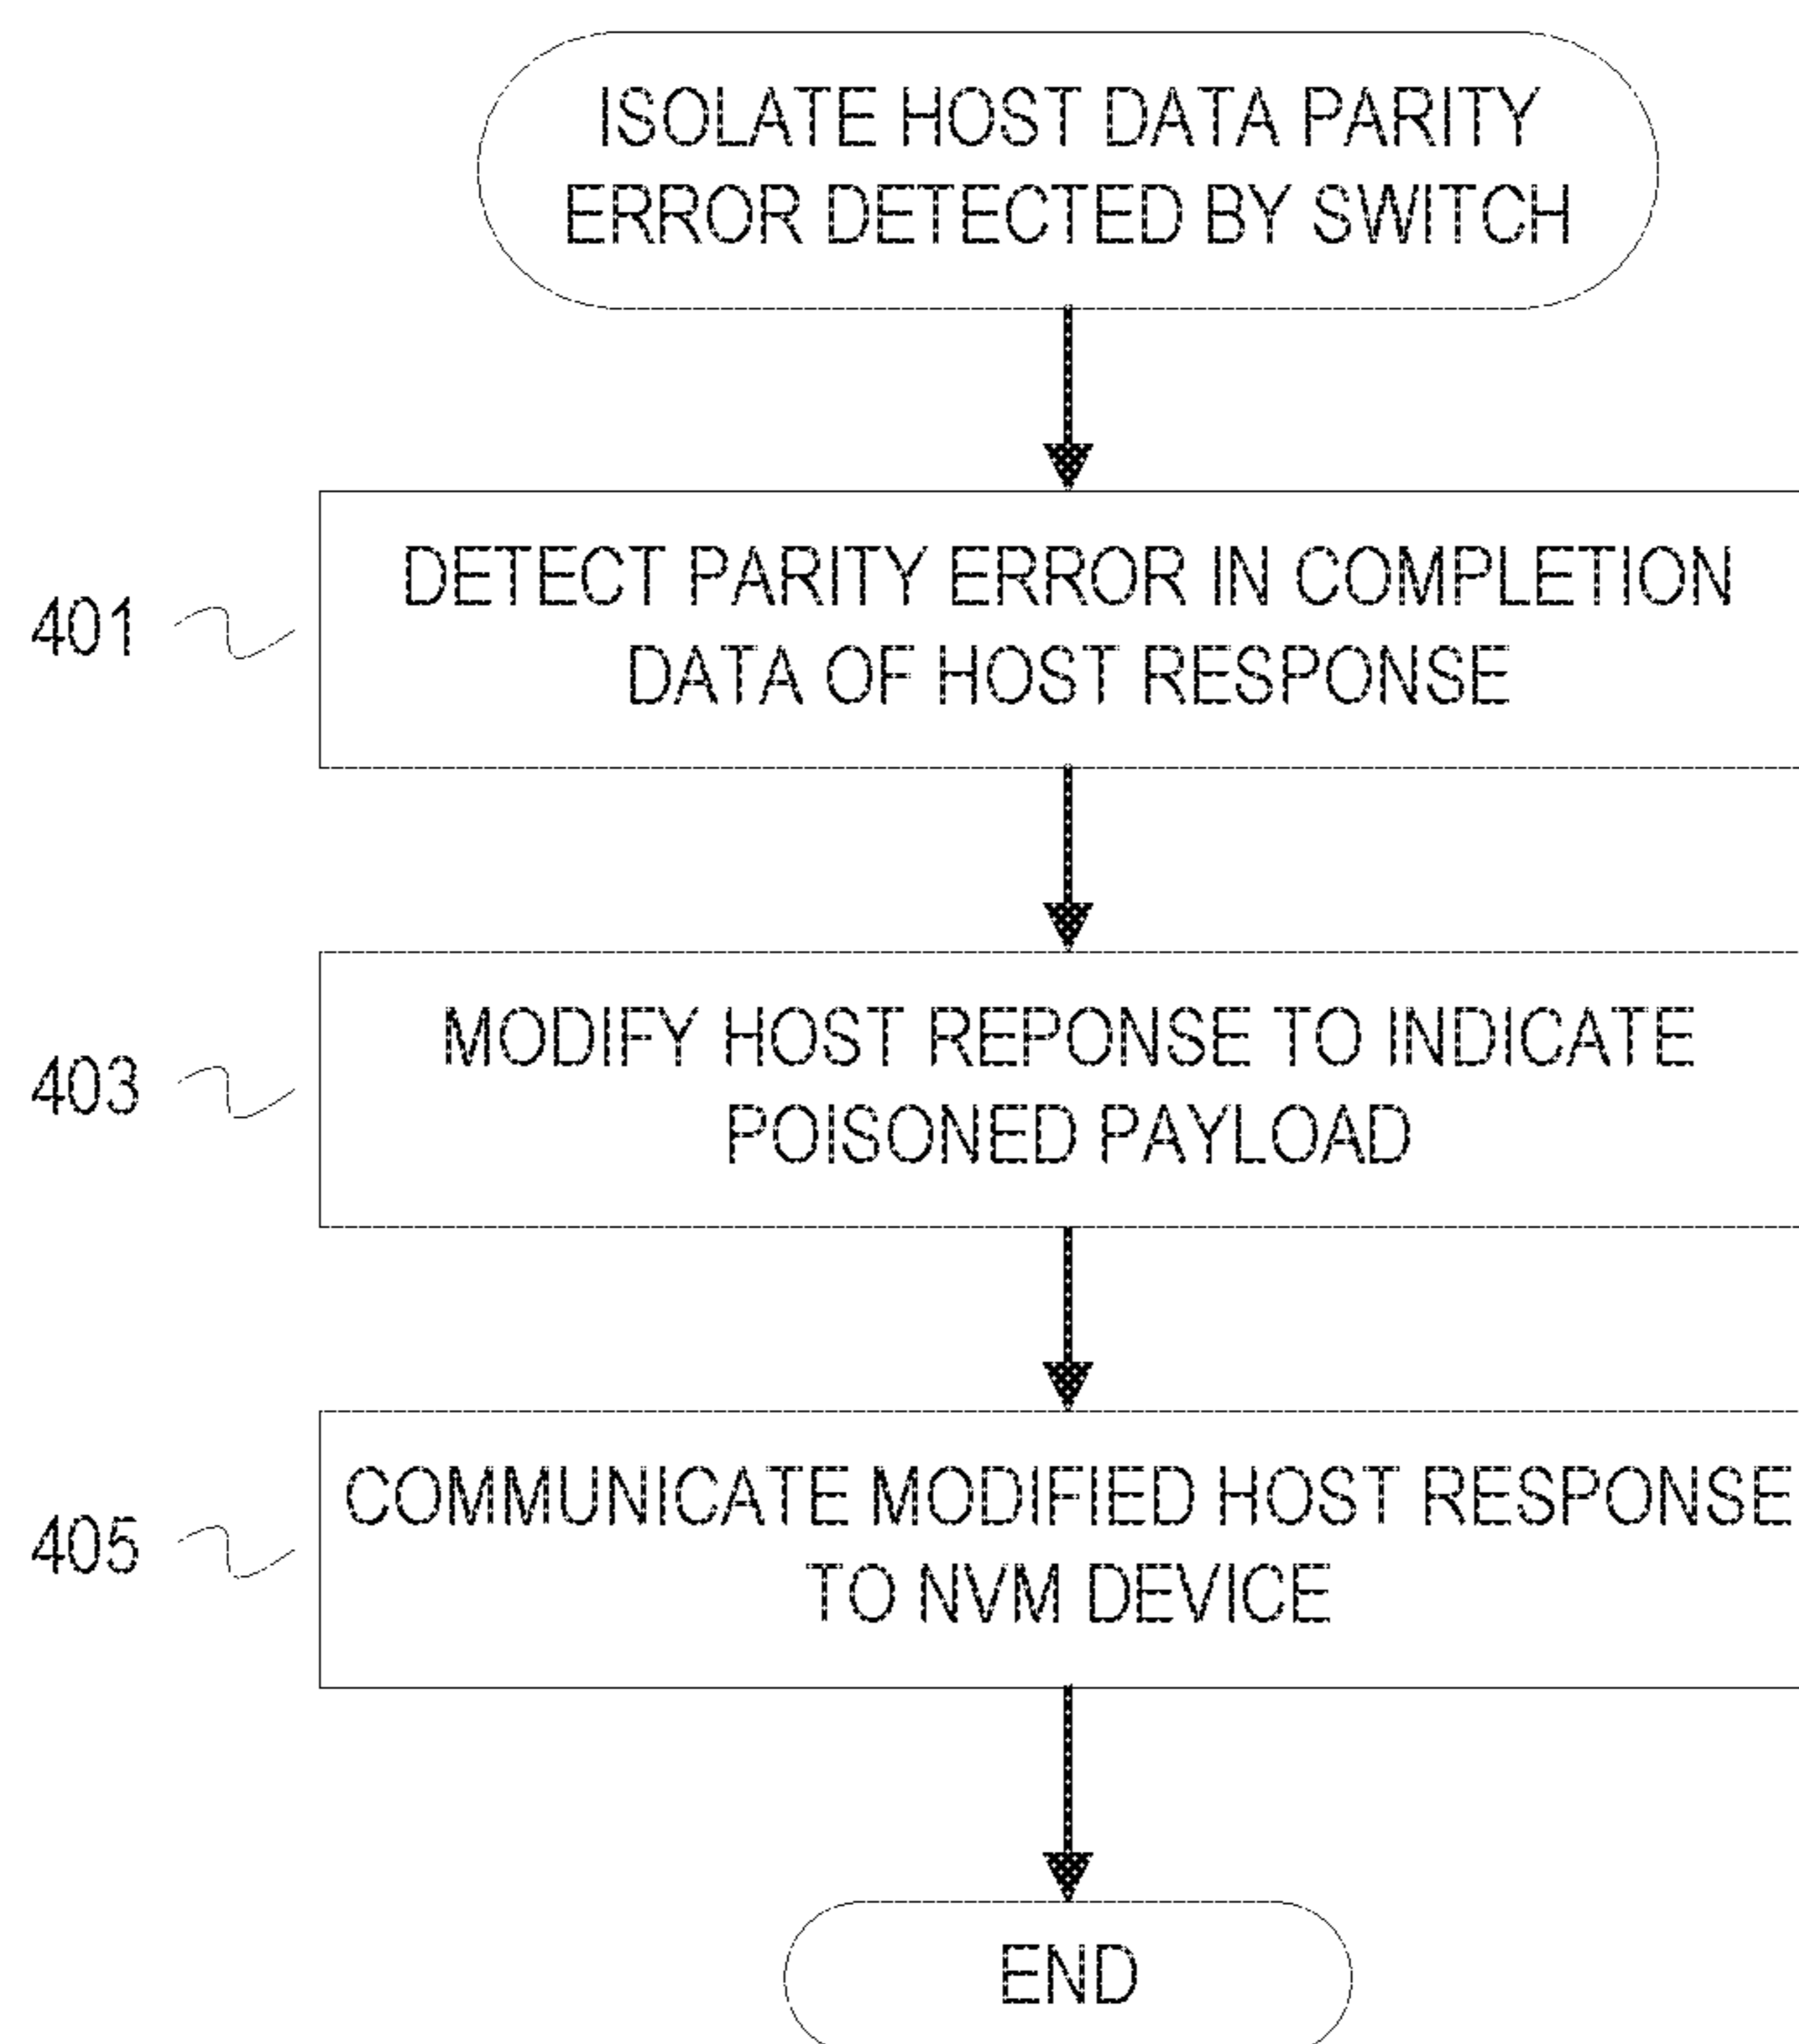 ISOLATE HOST DATA PARITY
ERROR DETECTED BY SWITCH
401
DETECT PARITY ERROR IN COMPLETION
DATA OF HOST RESPONSE
403
MODIFY HOST REPONSE TO INDICATE
POISONED PAYLOAD
405
COMMUNICATE MODIFIED HOST RESPONSE
TO NVM DEVICE
END